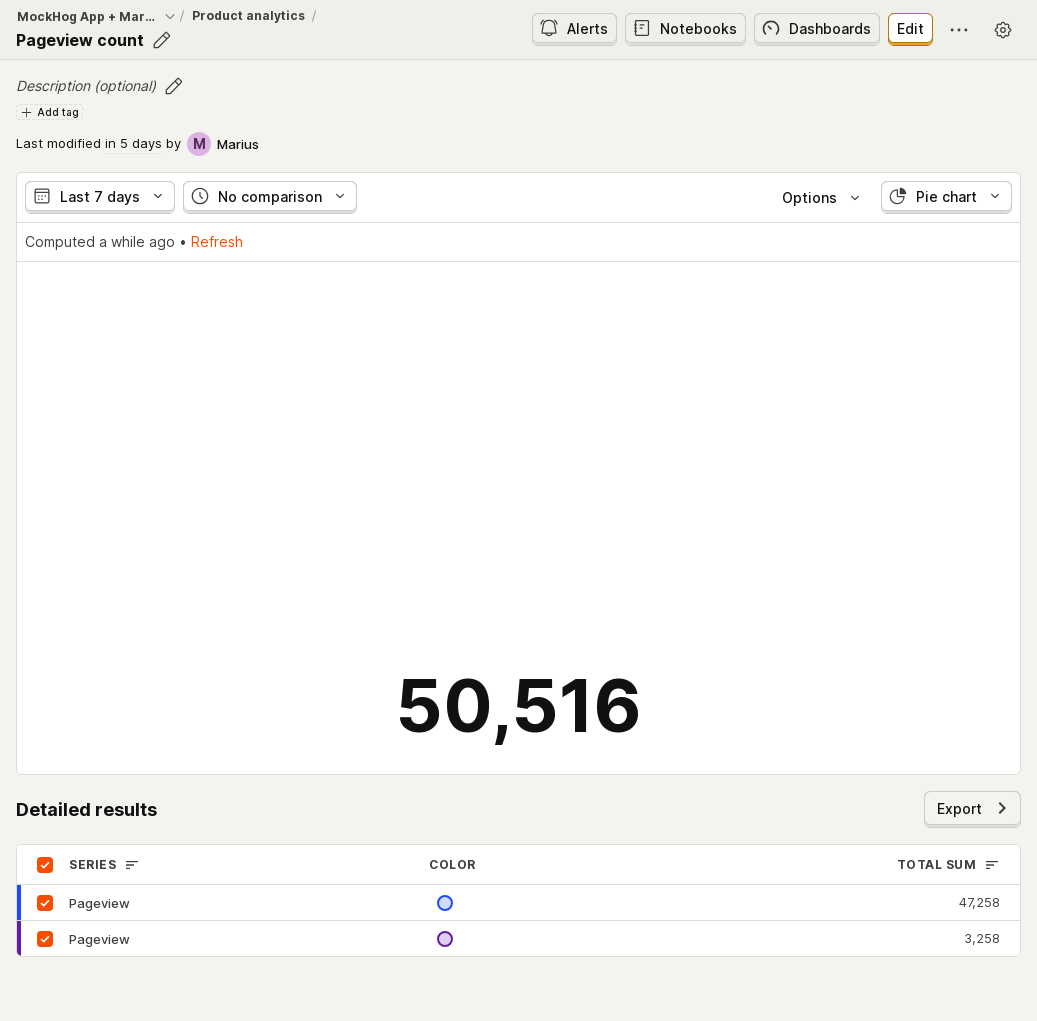 MockHog App + Mar... / Product analytics /
Pageview count
Alerts Notebooks Dashboards Edit
Description (optional)
Add tag
Last modified in 5 days by M Marius
Last 7 days No comparison Options Pie chart
Computed a while ago • Refresh
50,516
Detailed results Export
SERIES COLOR TOTAL SUM
Pageview 47,258
Pageview 3,258